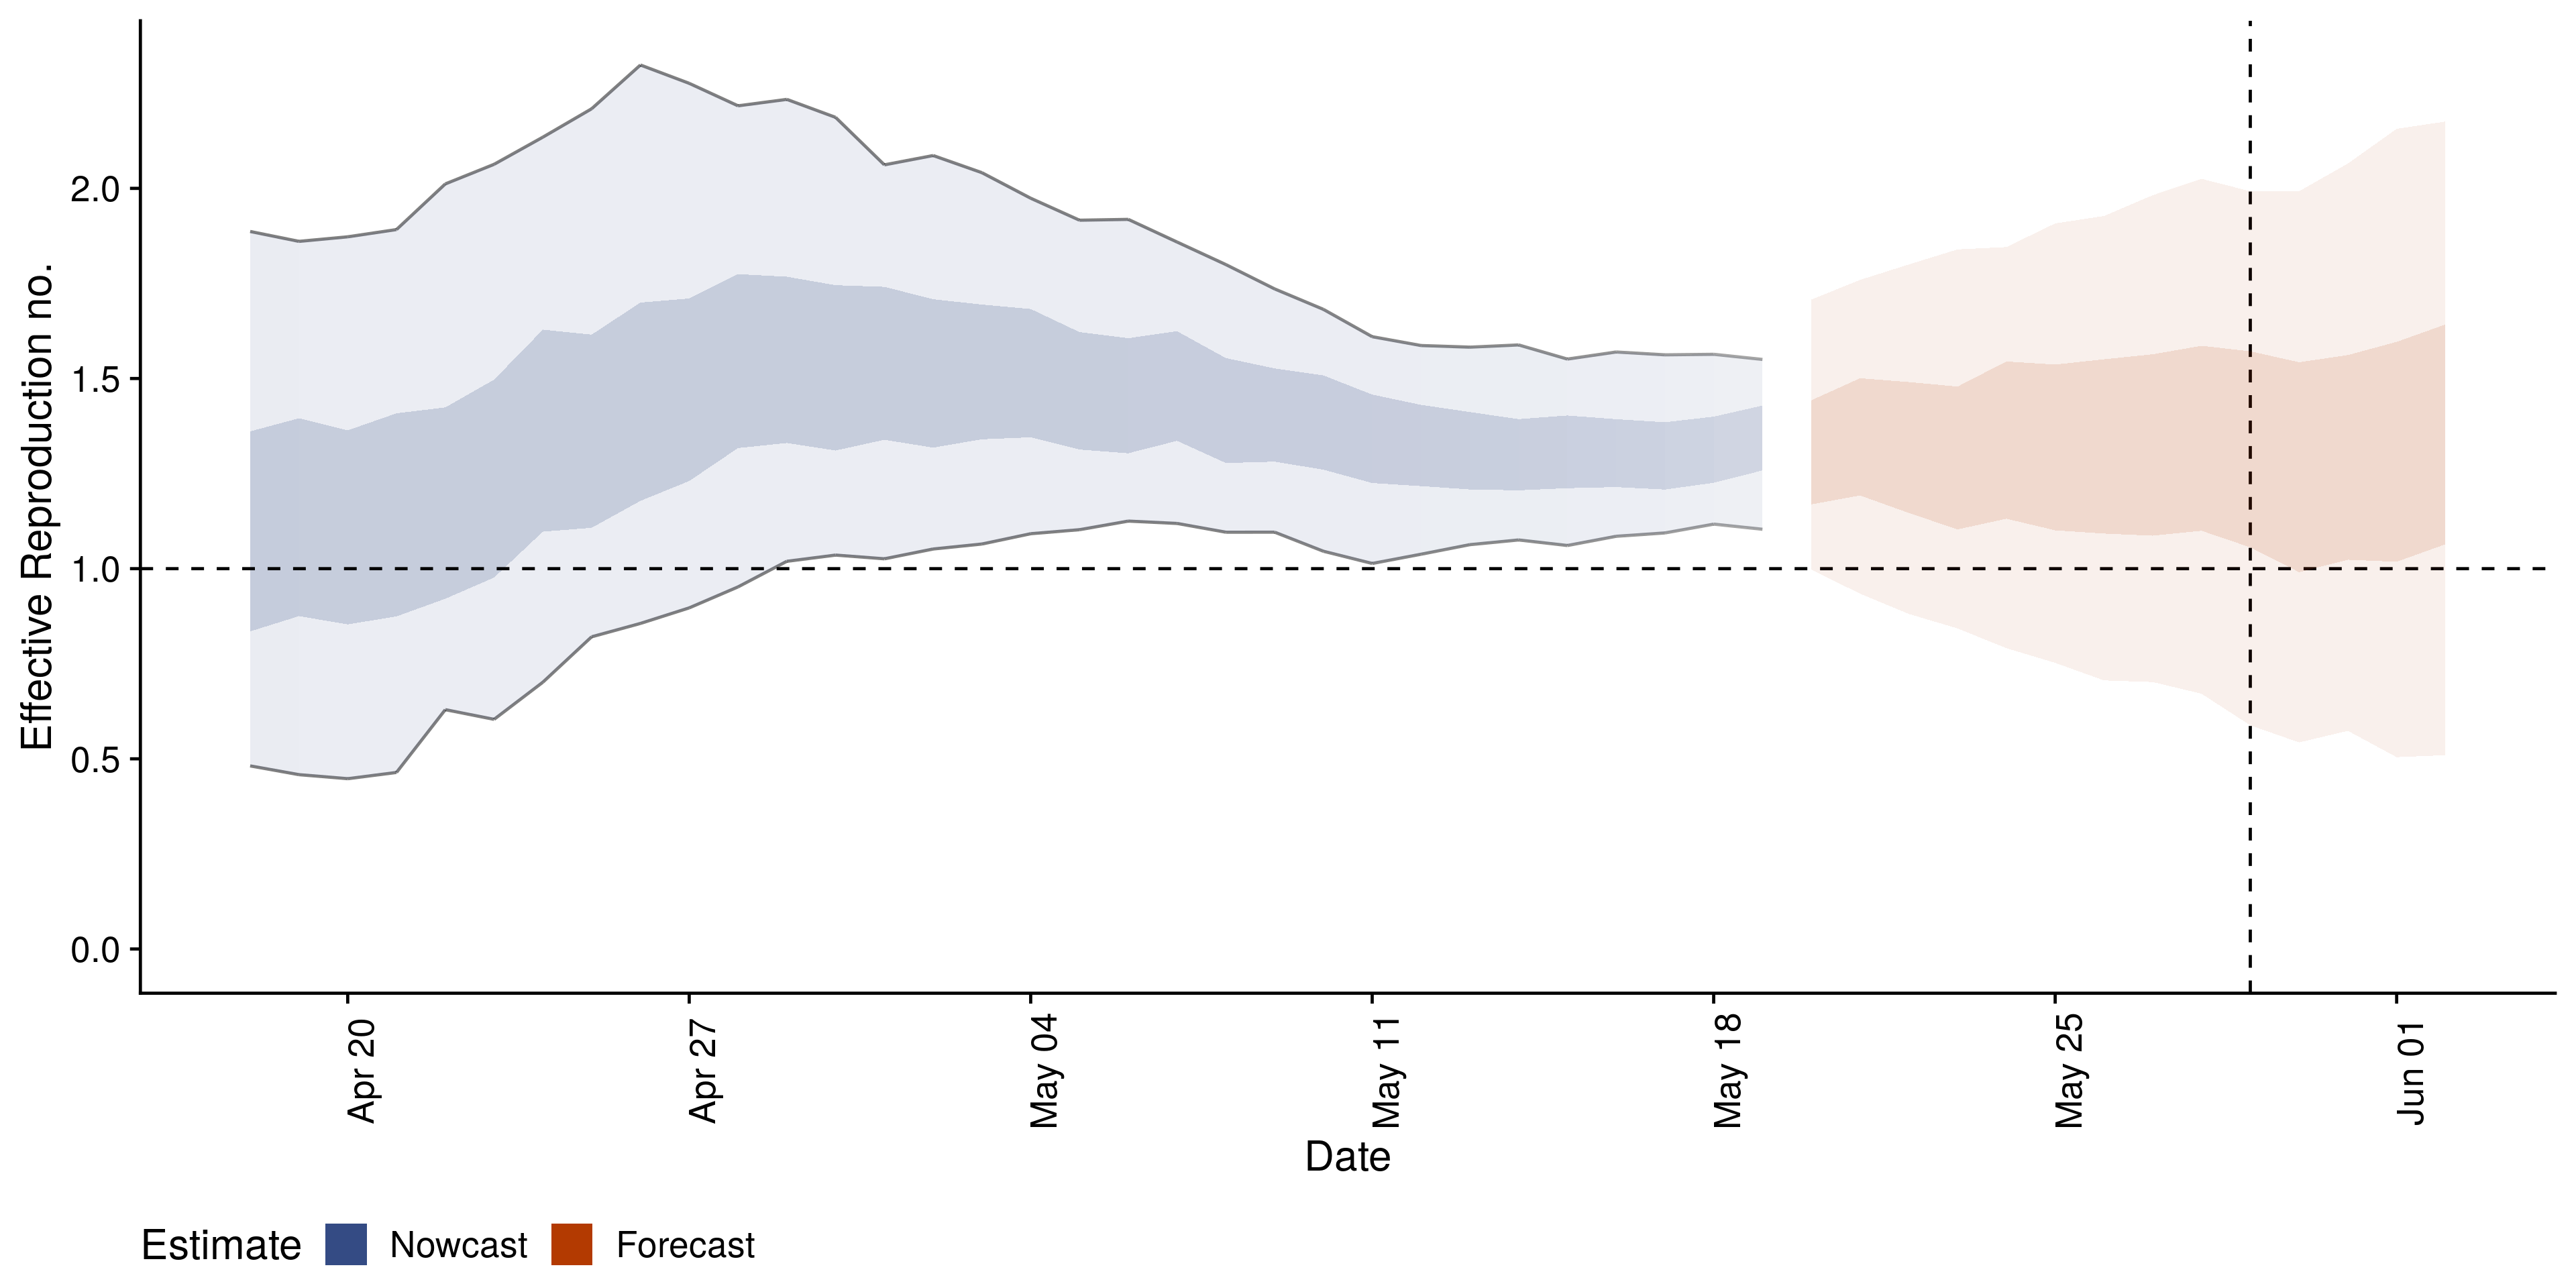 Effective Reproduction no.
2.0
1.5
1.0
0.5
0.0
Apr 20
Apr 27
May 04
May 11
May 18
May 25
Jun 01
Date
Estimate Nowcast Forecast